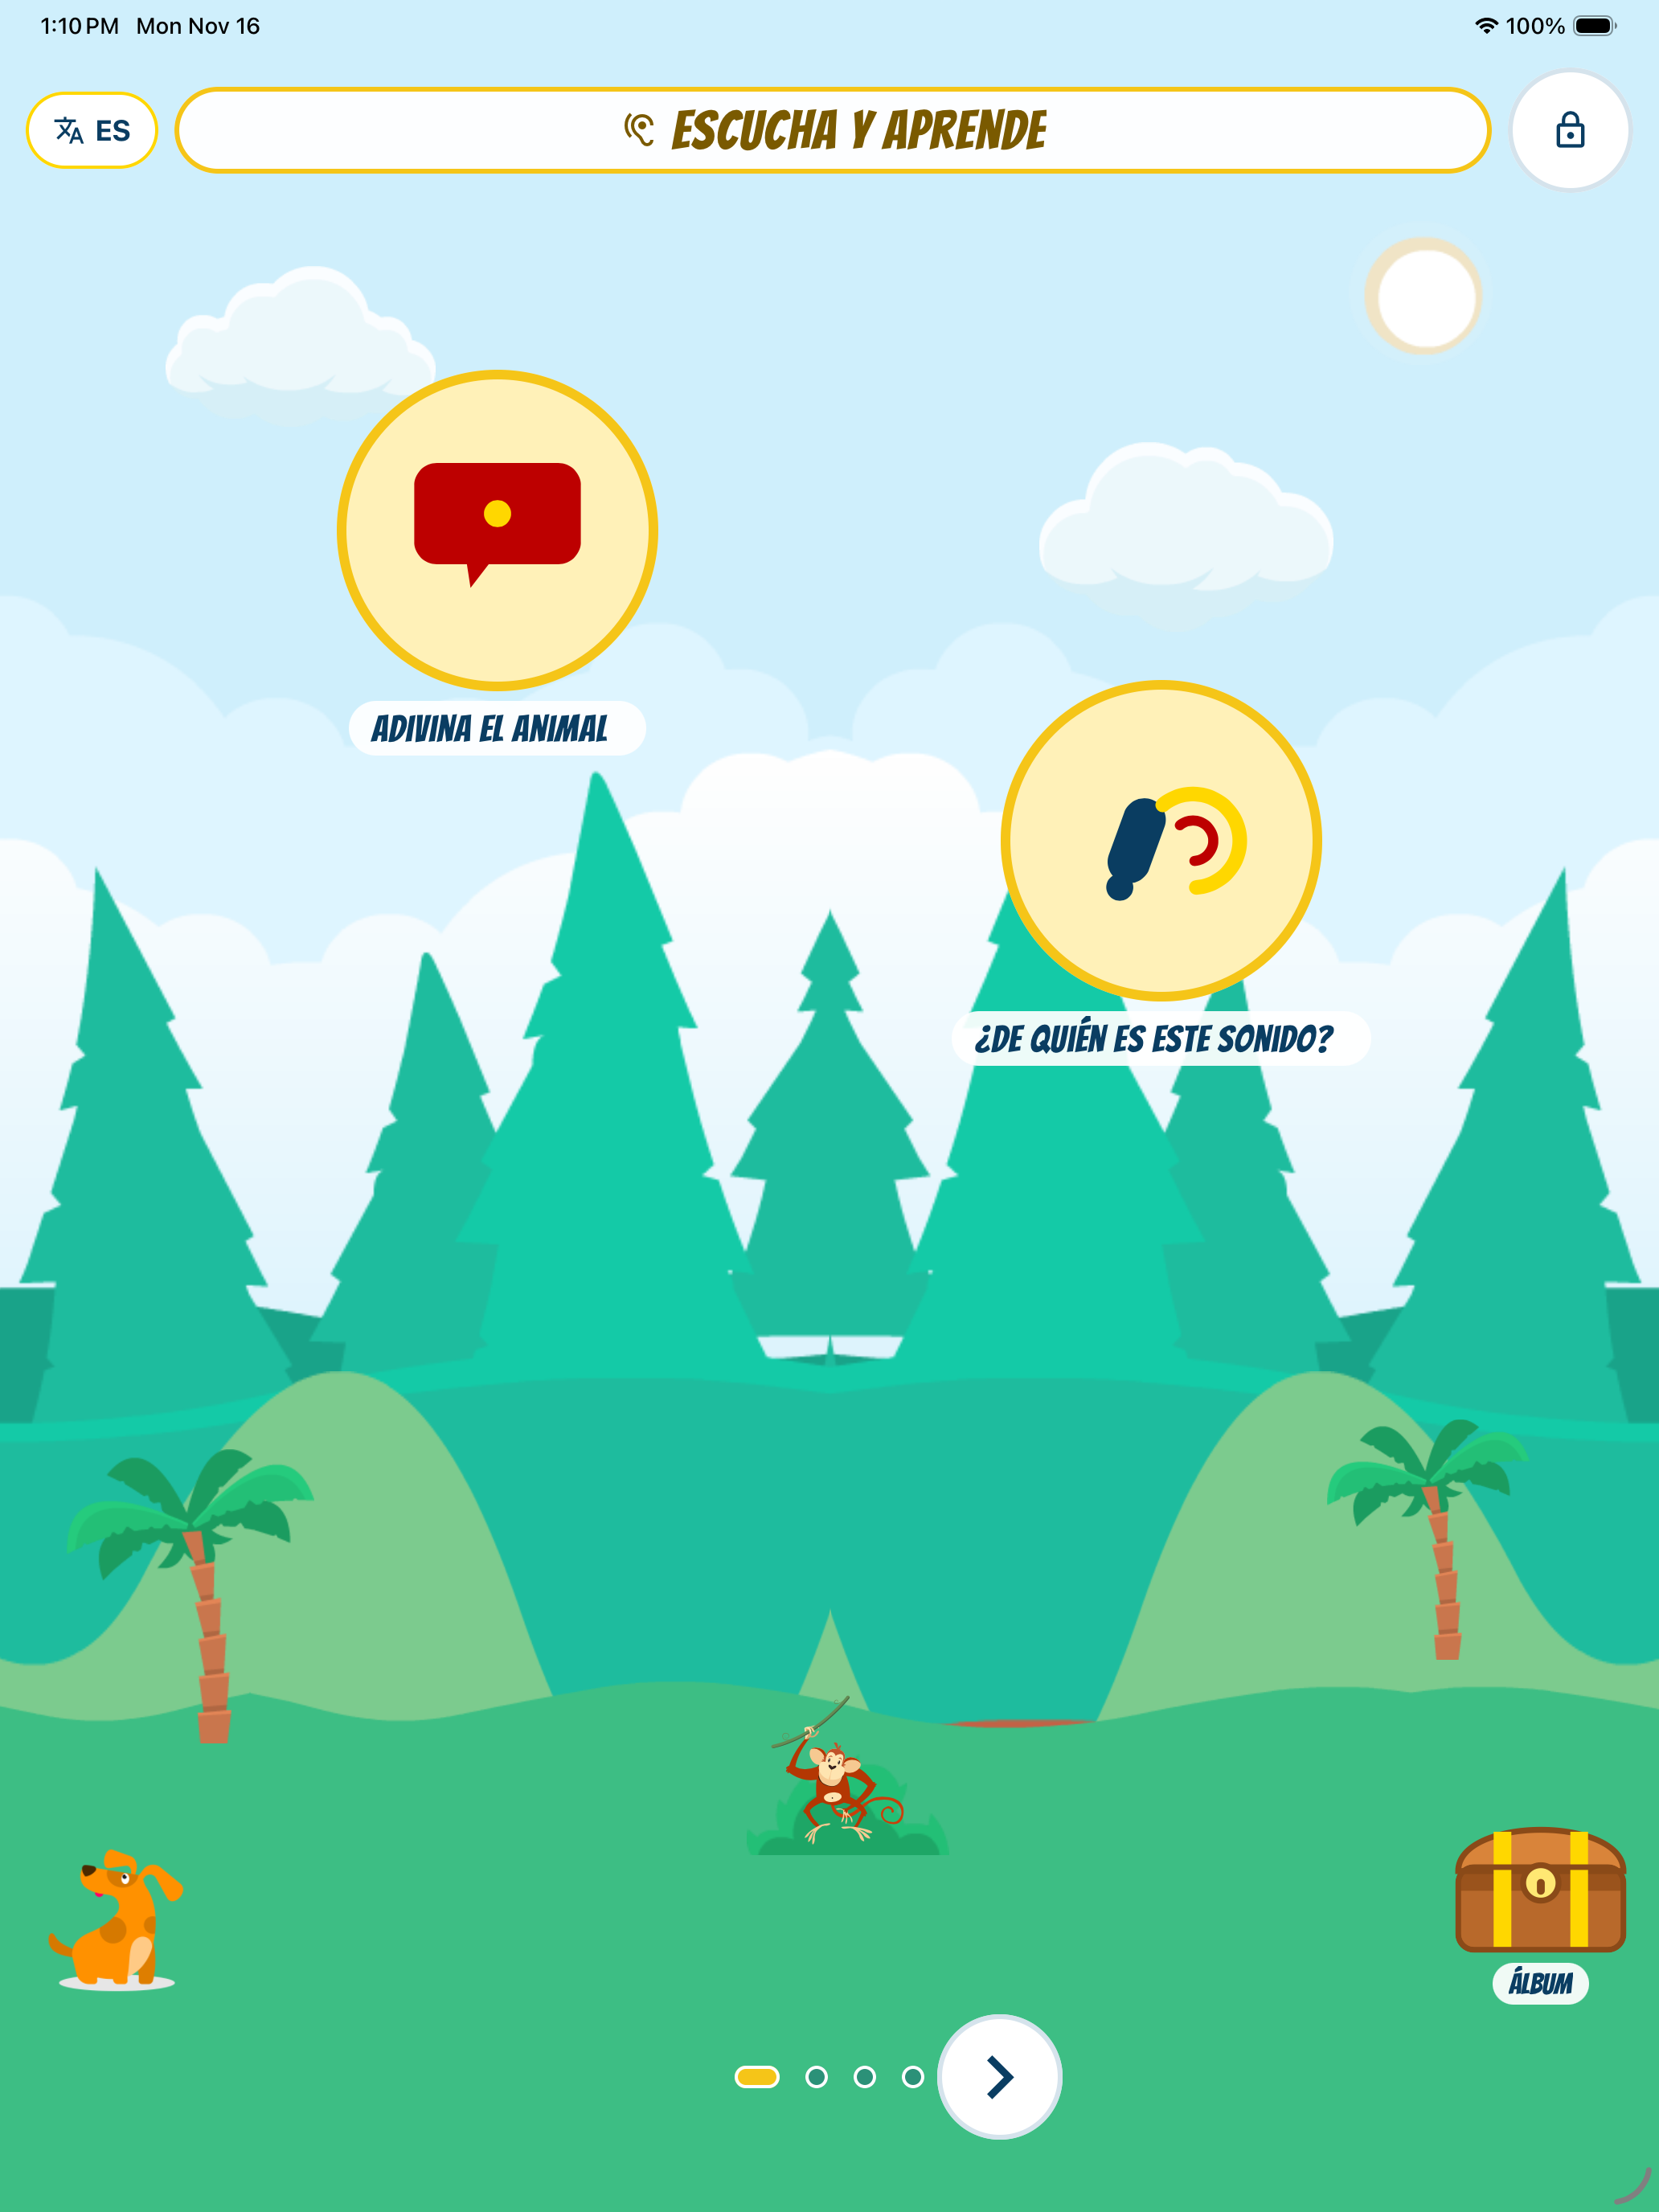 1:10 PM Mon Nov 16
100%
ES
ESCUCHA Y APRENDE
ADIVINA EL ANIMAL
¿DE QUIÉN ES ESTE SONIDO?
ÁLBUM